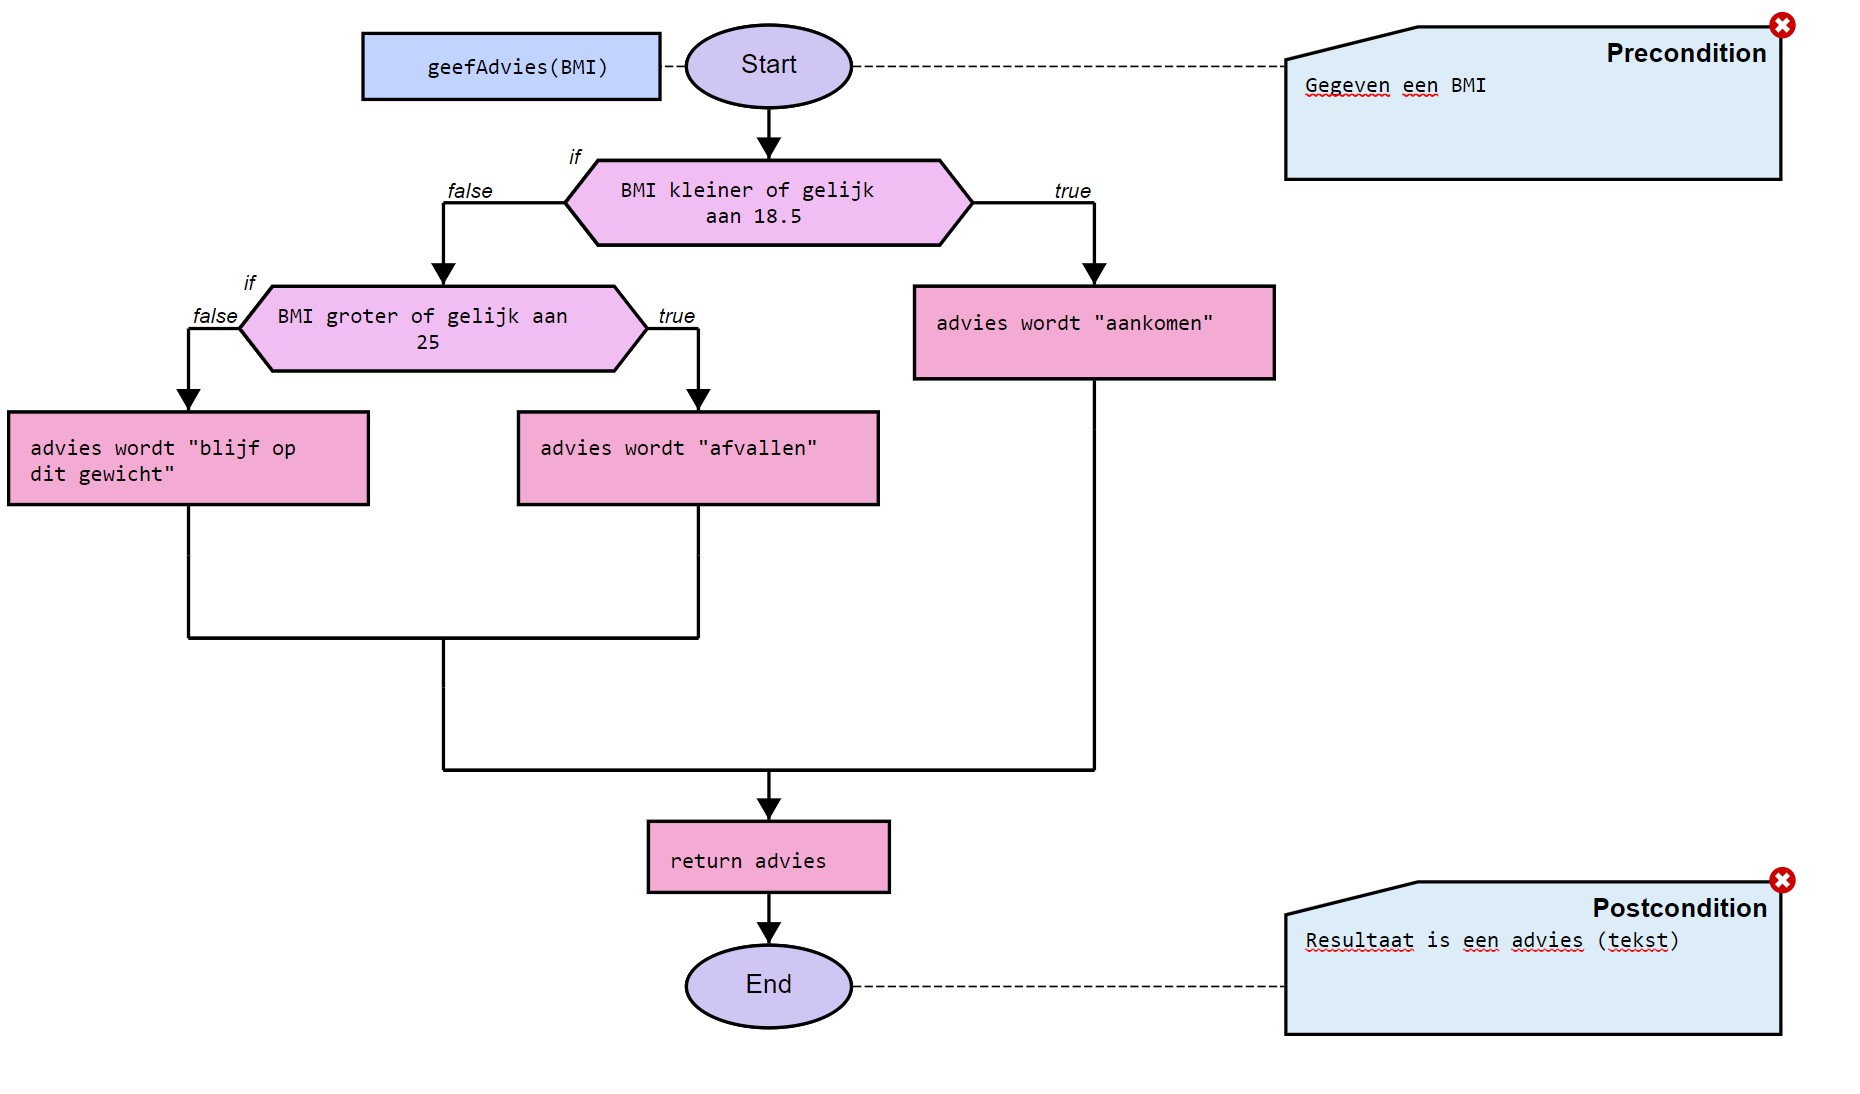 geefAdvies(BMI)
Start
Precondition
Gegeven een BMI
if
BMI kleiner of gelijk
aan 18.5
false
true
if
BMI groter of gelijk aan
25
false
true
advies wordt "aankomen"
advies wordt "blijf op
dit gewicht"
advies wordt "afvallen"
return advies
End
Postcondition
Resultaat is een advies (tekst)